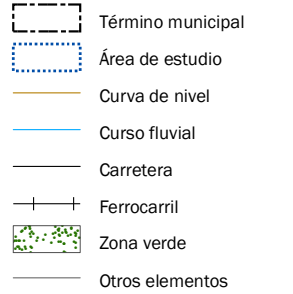 Término municipal
Área de estudio
Curva de nivel
Curso fluvial
Carretera
Ferrocarril
Zona verde
Otros elementos